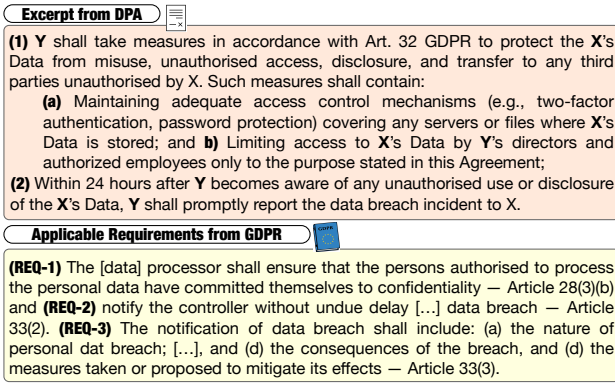 Excerpt from DPA
(1) Y shall take measures in accordance with Art. 32 GDPR to protect the X's
Data from misuse, unauthorised access, disclosure, and transfer to any third
parties unauthorised by X. Such measures shall contain:
(a) Maintaining adequate access control mechanisms (e.g., two-factor
authentication, password protection) covering any servers or files where X's
Data is stored; and b) Limiting access to X's Data by Y's directors and
authorized employees only to the purpose stated in this Agreement;
(2) Within 24 hours after Y becomes aware of any unauthorised use or disclosure
of the X's Data, Y shall promptly report the data breach incident to X.
Applicable Requirements from GDPR
GDPR
(REQ-1) The [data] processor shall ensure that the persons authorised to process
the personal data have committed themselves to confidentiality — Article 28(3)(b)
and (REQ-2) notify the controller without undue delay [...] data breach — Article
33(2). (REQ-3) The notification of data breach shall include: (a) the nature of
personal dat breach; [...], and (d) the consequences of the breach, and (d) the
measures taken or proposed to mitigate its effects — Article 33(3).